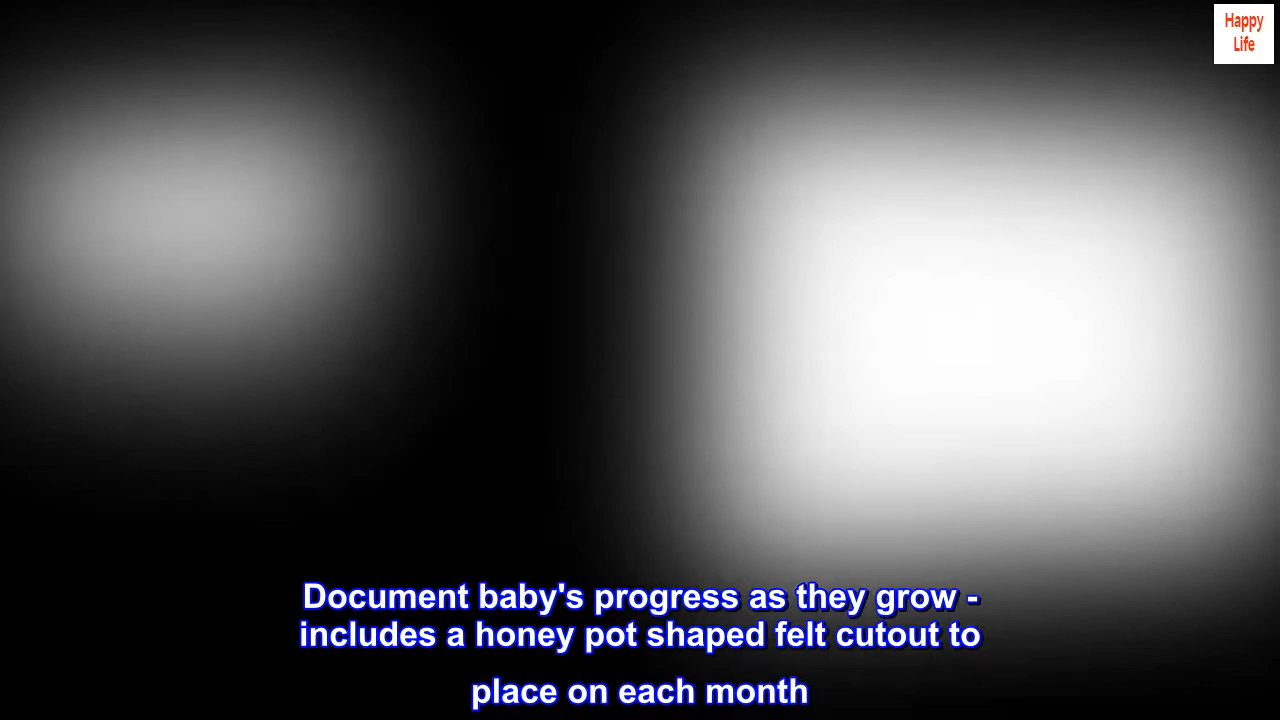 Happy
Life
Document baby's progress as they grow -
includes a honey pot shaped felt cutout to
place on each month